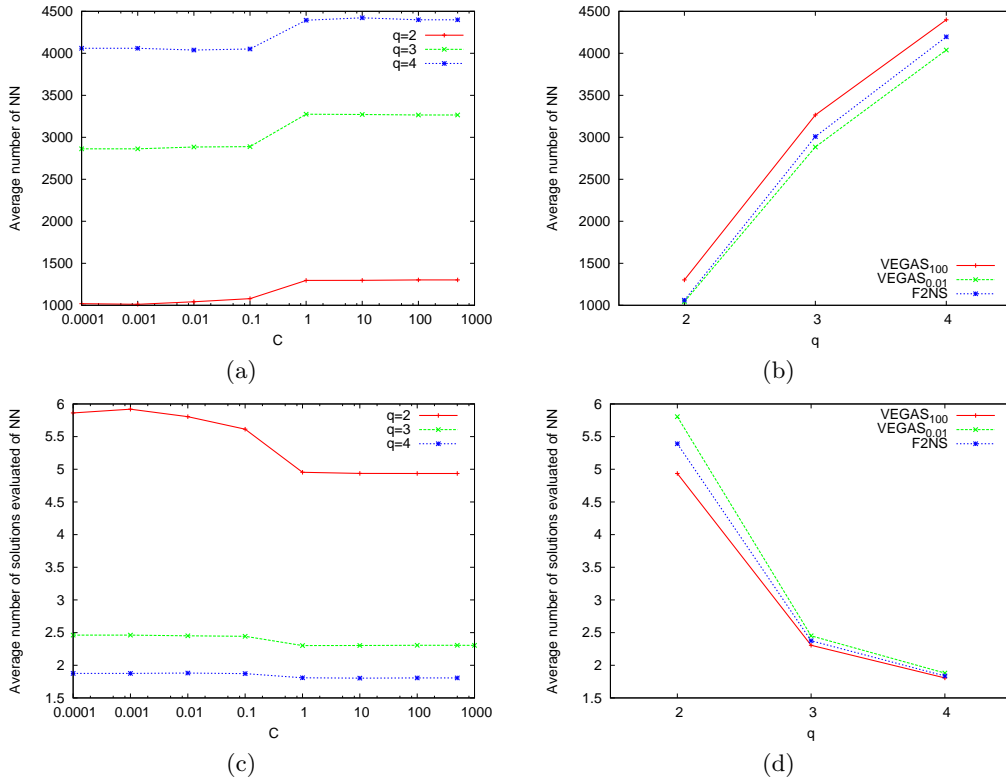 4500
4000
3500
3000
2500
2000
1500
1000
0.0001 0.001 0.01 0.1 1 10 100 1000
Average number of NN
C
q=2
q=3
q=4
(a)
4500
4000
3500
3000
2500
2000
1500
1000
2 3 4
Average number of NN
q
VEGAS100
VEGAS0.01
F2NS
(b)
6
5.5
5
4.5
4
3.5
3
2.5
2
1.5
0.0001 0.001 0.01 0.1 1 10 100 1000
Average number of solutions evaluated of NN
C
q=2
q=3
q=4
(c)
6
5.5
5
4.5
4
3.5
3
2.5
2
1.5
2 3 4
Average number of solutions evaluated of NN
q
VEGAS100
VEGAS0.01
F2NS
(d)